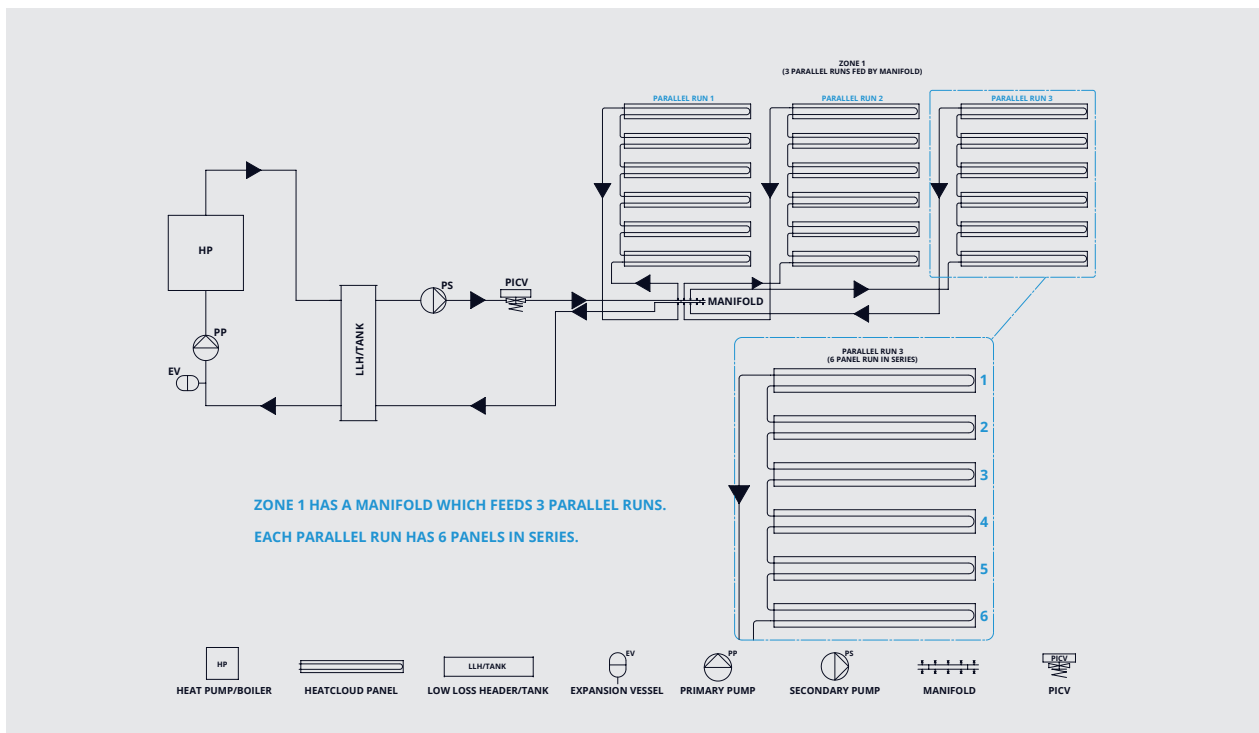 ZONE 1
(3 PARALLEL RUNS FED BY MANIFOLD)
PARALLEL RUN 1
PARALLEL RUN 2
PARALLEL RUN 3
HP
PP
EV
LLH/TANK
PS
PICV
MANIFOLD
PARALLEL RUN 3
(6 PANEL RUN IN SERIES)
1
2
3
4
5
6
ZONE 1 HAS A MANIFOLD WHICH FEEDS 3 PARALLEL RUNS.
EACH PARALLEL RUN HAS 6 PANELS IN SERIES.
HP
HEAT PUMP/BOILER
HEATCLOUD PANEL
LLH/TANK
LOW LOSS HEADER/TANK
EV
EXPANSION VESSEL
PP
PRIMARY PUMP
PS
SECONDARY PUMP
MANIFOLD
PICV
PICV